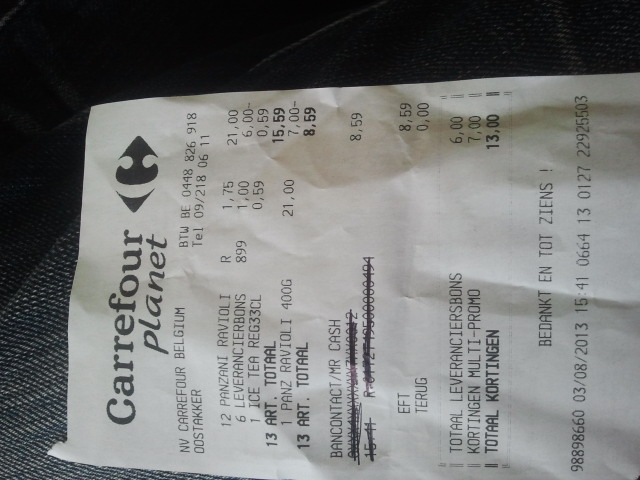 Carrefour
planet
NV CARREFOUR BELGIUM BTW BE 0448 826 918
OOSTAKKER Tel 09/218 06 11
12 PANZANI RAVIOLI R 1,75 21,00
6 LEVERANCIERBONS 899 1,00 6,00-
1 ICE TEA REG33CL 0,59 0,59
13 ART. TOTAAL 15,59
1 PANZ RAVIOLI 400G 21,00 7,00-
13 ART. TOTAAL 8,59
BANCONTACT/MR CASH 8,59
EFT 8,59
TERUG 0,00
TOTAAL LEVERANCIERSBONS 6,00
KORTINGEN MULTI-PROMO 7,00
TOTAAL KORTINGEN 13,00
BEDANKT EN TOT ZIENS !
98898660 03/08/2013 15:41 0664 13 0127 22925503